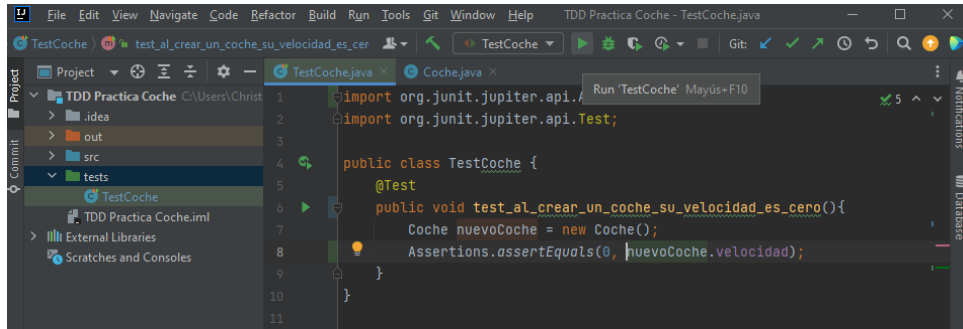 File Edit View Navigate Code Refactor Build Run Tools Git Window Help TDD Practica Coche - TestCoche.java
TestCoche test_al_crear_un_coche_su_velocidad_es_cer TestCoche Git:
Project TestCoche.java Coche.java
Run 'TestCoche' Mayús+F10
Project
Commit
Notifications
Database
TDD Practica Coche C:\Users\Christ
.idea
out
src
tests
TestCoche
TDD Practica Coche.iml
External Libraries
Scratches and Consoles
5
1 import org.junit.jupiter.api.
2 import org.junit.jupiter.api.Test;
3
4 public class TestCoche {
5 @Test
6 public void test_al_crear_un_coche_su_velocidad_es_cero(){
7 Coche nuevoCoche = new Coche();
8 Assertions.assertEquals(0, nuevoCoche.velocidad);
9 }
10 }
11